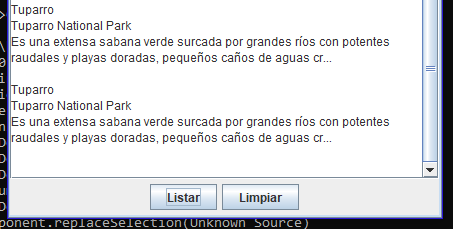 Tuparro
Tuparro National Park
Es una extensa sabana verde surcada por grandes ríos con potentes
raudales y playas doradas, pequeños caños de aguas cr...
Tuparro
Tuparro National Park
Es una extensa sabana verde surcada por grandes ríos con potentes
raudales y playas doradas, pequeños caños de aguas cr...
Listar
Limpiar
ponent.replaceSelection(Unknown Source)